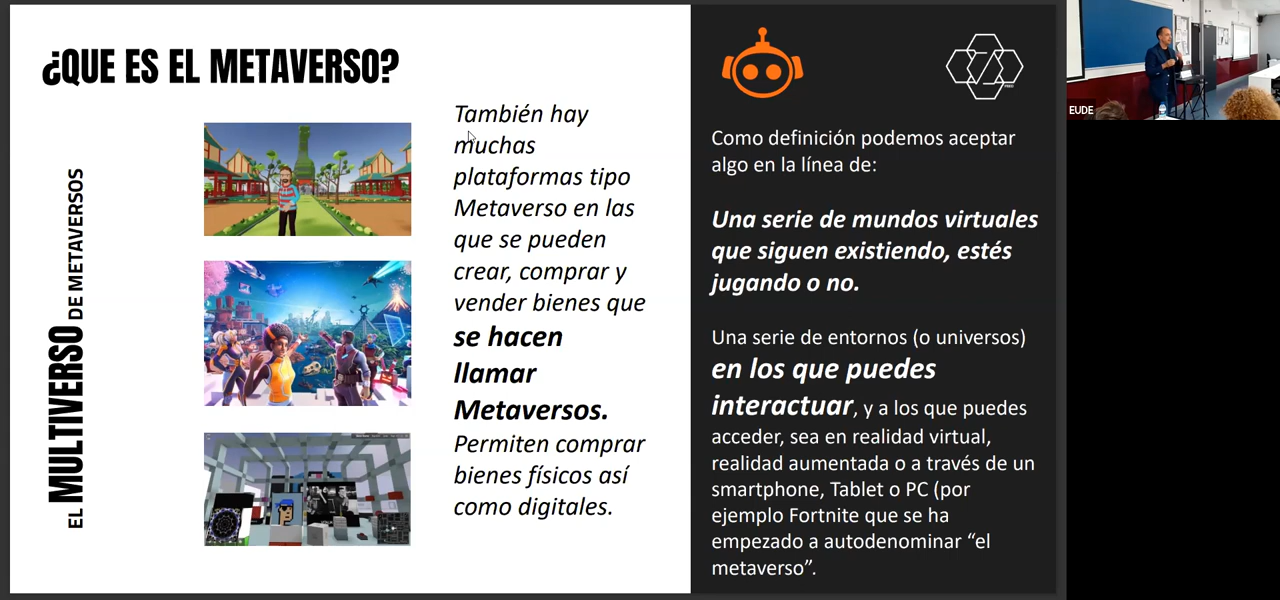 ¿QUE ES EL METAVERSO?
EL MULTIVERSO DE METAVERSOS
También hay
muchas
plataformas tipo
Metaverso en las
que se pueden
crear, comprar y
vender bienes que
se hacen
llamar
Metaversos.
Permiten comprar
bienes físicos así
como digitales.
Como definición podemos aceptar
algo en la línea de:
Una serie de mundos virtuales
que siguen existiendo, estés
jugando o no.
Una serie de entornos (o universos)
en los que puedes
interactuar, y a los que puedes
acceder, sea en realidad virtual,
realidad aumentada o a través de un
smartphone, Tablet o PC (por
ejemplo Fortnite que se ha
empezado a autodenominar “el
metaverso”.
EUDE